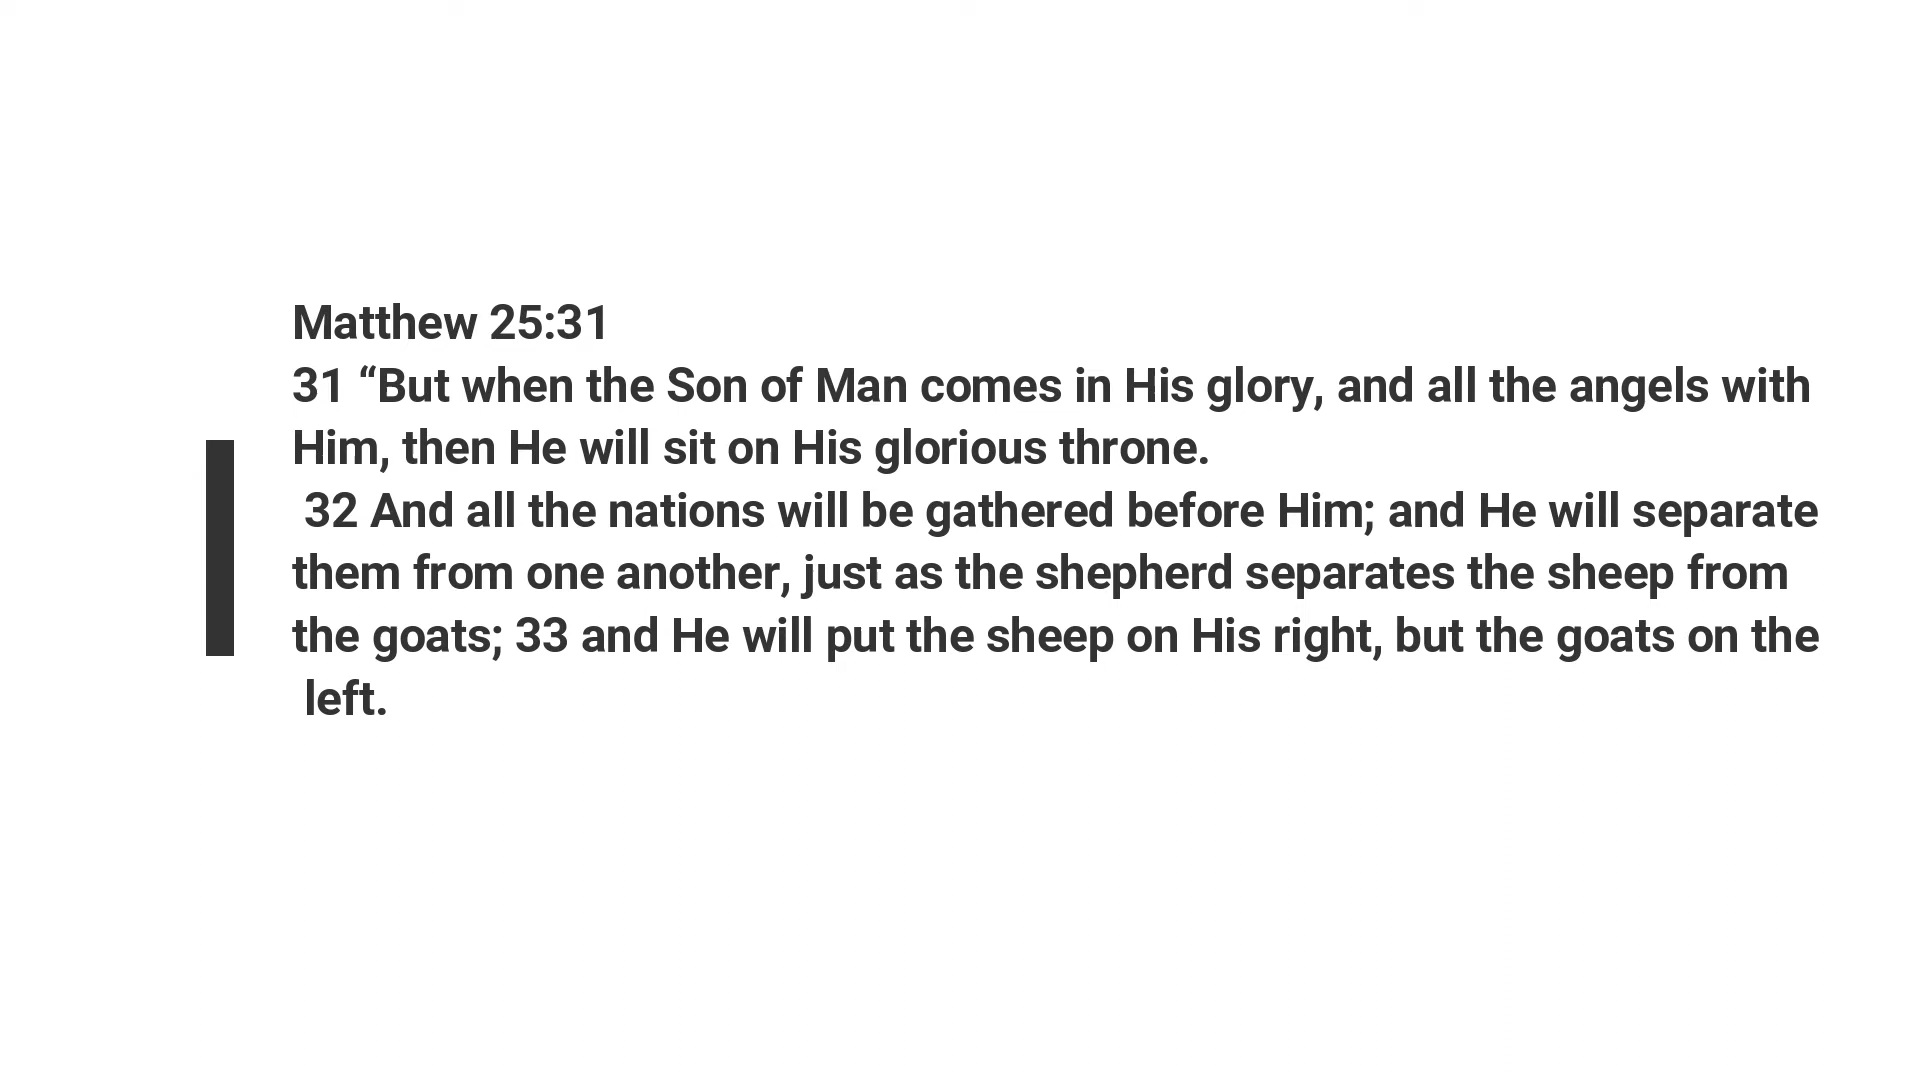 Matthew 25:31
31 “But when the Son of Man comes in His glory, and all the angels with
Him, then He will sit on His glorious throne.
32 And all the nations will be gathered before Him; and He will separate
them from one another, just as the shepherd separates the sheep from
the goats; 33 and He will put the sheep on His right, but the goats on the
left.